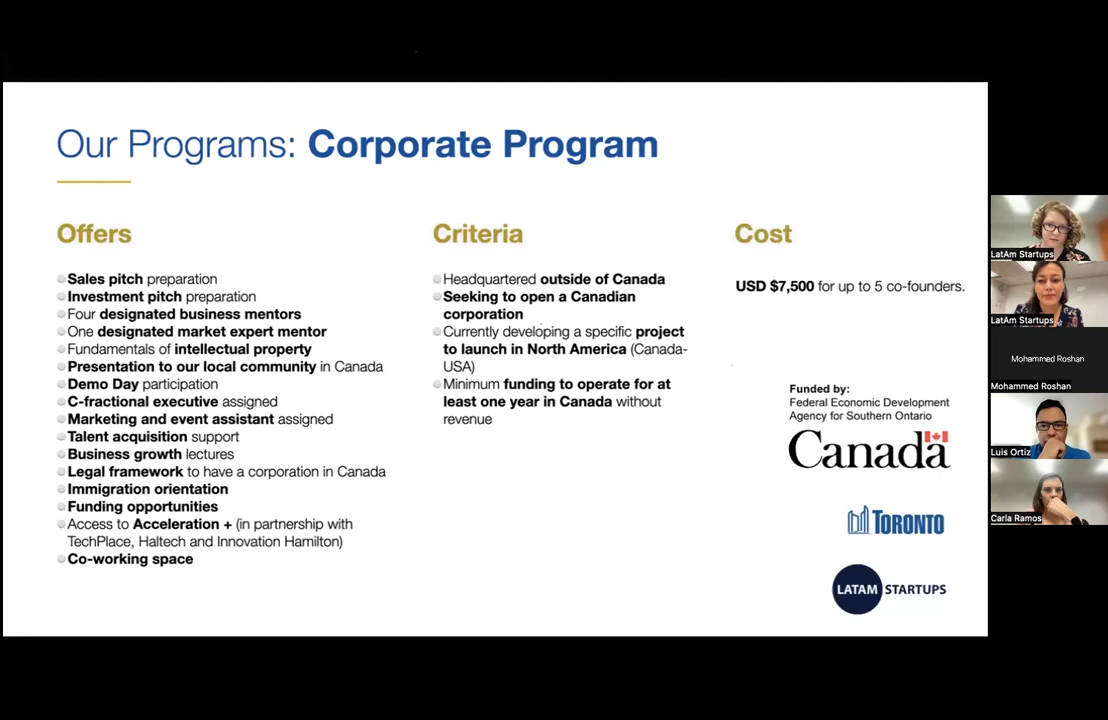 Our Programs: Corporate Program
Offers
Sales pitch preparation
Investment pitch preparation
Four designated business mentors
One designated market expert mentor
Fundamentals of intellectual property
Presentation to our local community in Canada
Demo Day participation
C-fractional executive assigned
Marketing and event assistant assigned
Talent acquisition support
Business growth lectures
Legal framework to have a corporation in Canada
Immigration orientation
Funding opportunities
Access to Acceleration + (in partnership with
TechPlace, Haltech and Innovation Hamilton)
Co-working space
Criteria
Headquartered outside of Canada
Seeking to open a Canadian
corporation
Currently developing a specific project
to launch in North America (Canada-
USA)
Minimum funding to operate for at
least one year in Canada without
revenue
Cost
USD $7,500 for up to 5 co-founders.
Funded by:
Federal Economic Development
Agency for Southern Ontario
Canada
TORONTO
LATAM STARTUPS
LatAm Startups
LatAm Startups
Mohammed Roshan
Mohammed Roshan
Luis Ortiz
Carla Ramos